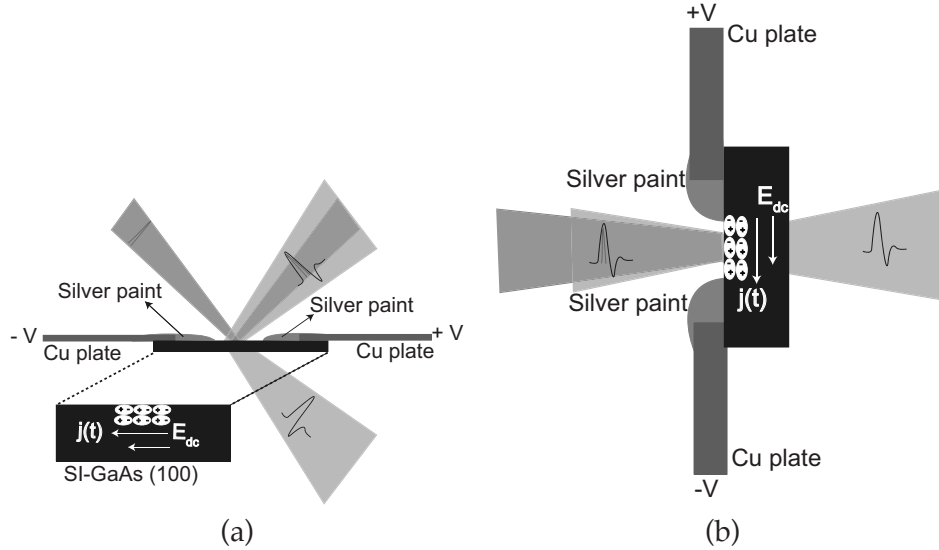 Silver paint
Silver paint
- V
+ V
Cu plate
Cu plate
j(t)
E dc
SI-GaAs (100)
(a)
+V
Cu plate
Silver paint
E dc
j(t)
Silver paint
Cu plate
-V
(b)